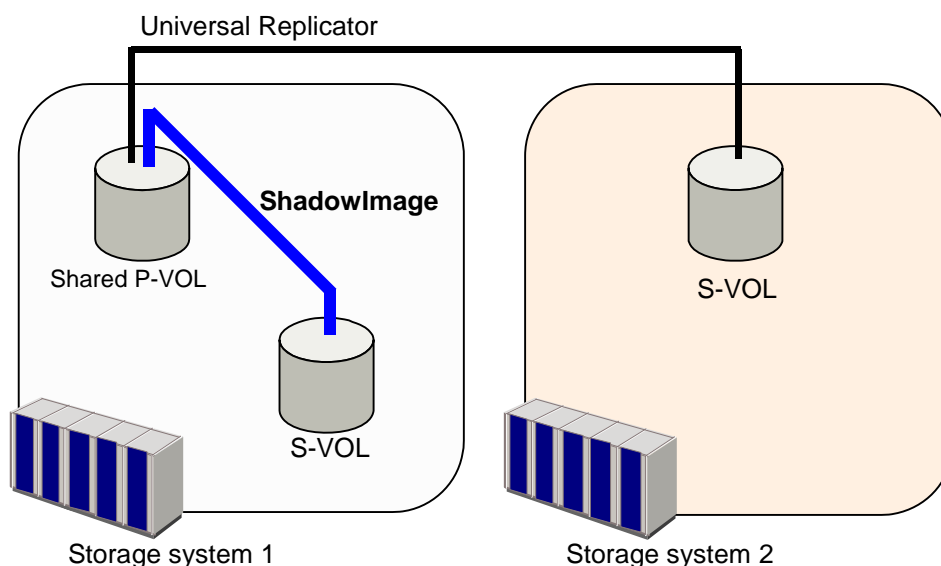 Universal Replicator
ShadowImage
Shared P-VOL
S-VOL
S-VOL
Storage system 1
Storage system 2